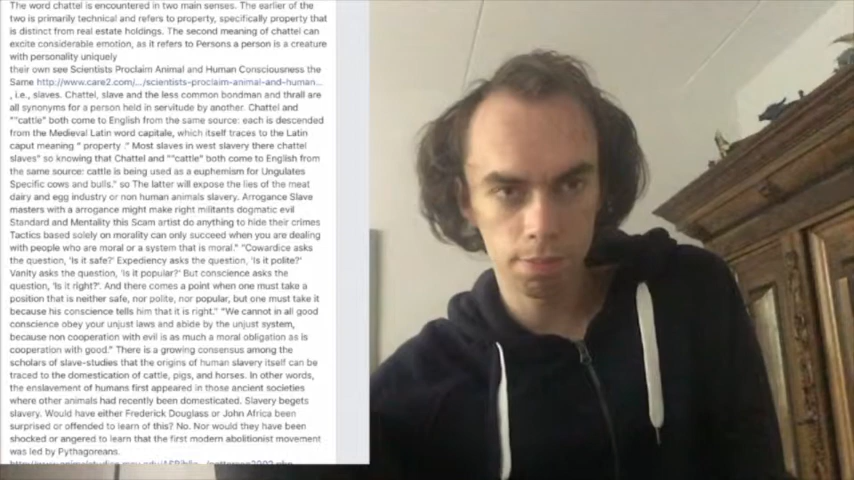 The word chattel is encountered in two main senses. The earlier of the
two is primarily technical and refers to property, specifically property that
is distinct from real estate holdings. The second meaning of chattel can
excite considerable emotion, as it refers to Persons a person is a creature
with personality uniquely
their own see Scientists Proclaim Animal and Human Consciousness the
Same http://www.care2.com/.../scientists-proclaim-animal-and-human...
, i.e., slaves. Chattel, slave and the less common bondman and thrall are
all synonyms for a person held in servitude by another. Chattel and
""cattle" both come to English from the same source: each is descended
from the Medieval Latin word capitale, which itself traces to the Latin
caput meaning " property ." Most slaves in west slavery there chattel
slaves" so knowing that Chattel and ""cattle" both come to English from
the same source: cattle is being used as a euphemism for Ungulates
Specific cows and bulls." so The latter will expose the lies of the meat
dairy and egg industry or non human animals slavery. Arrogance Slave
masters with a arrogance might make right militants dogmatic evil
Standard and Mentality this Scam artist do anything to hide their crimes
Tactics based solely on morality can only succeed when you are dealing
with people who are moral or a system that is moral." "Cowardice asks
the question, 'Is it safe?' Expediency asks the question, 'Is it polite?'
Vanity asks the question, 'Is it popular?' But conscience asks the
question, 'Is it right?'. And there comes a point when one must take a
position that is neither safe, nor polite, nor popular, but one must take it
because his conscience tells him that it is right." "We cannot in all good
conscience obey your unjust laws and abide by the unjust system,
because non cooperation with evil is as much a moral obligation as is
cooperation with good." There is a growing consensus among the
scholars of slave-studies that the origins of human slavery itself can be
traced to the domestication of cattle, pigs, and horses. In other words,
the enslavement of humans first appeared in those ancient societies
where other animals had recently been domesticated. Slavery begets
slavery. Would have either Frederick Douglass or John Africa been
surprised or offended to learn of this? No. Nor would they have been
shocked or angered to learn that the first modern abolitionist movement
was led by Pythagoreans.